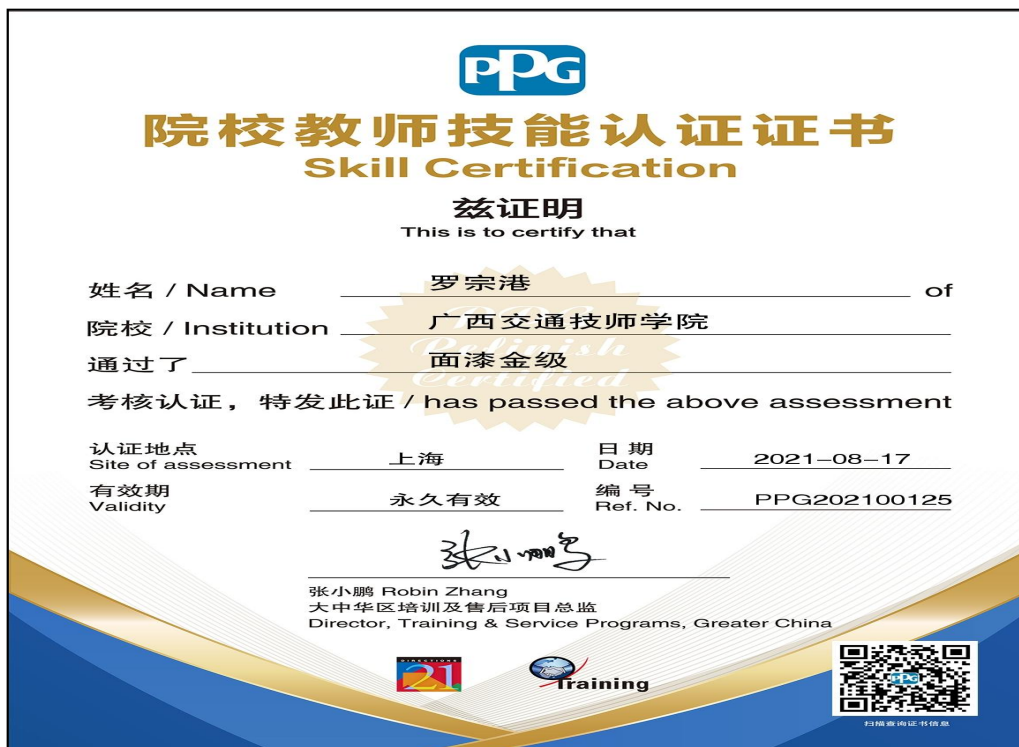 PPG
院校教师技能认证证书
Skill Certification
兹证明
This is to certify that
姓名 / Name 罗宗港 of
院校 / Institution 广西交通技师学院
通过了 面漆金级
Refinish
Certified
考核认证，特发此证 / has passed the above assessment
认证地点 上海 日期 2021-08-17
Site of assessment Date
有效期 永久有效 编号 PPG202100125
Validity Ref. No.
张小鹏
张小鹏 Robin Zhang
大中华区培训及售后项目总监
Director, Training & Service Programs, Greater China
DIRECTIONS
21
Training
PPG
扫描查询证书信息